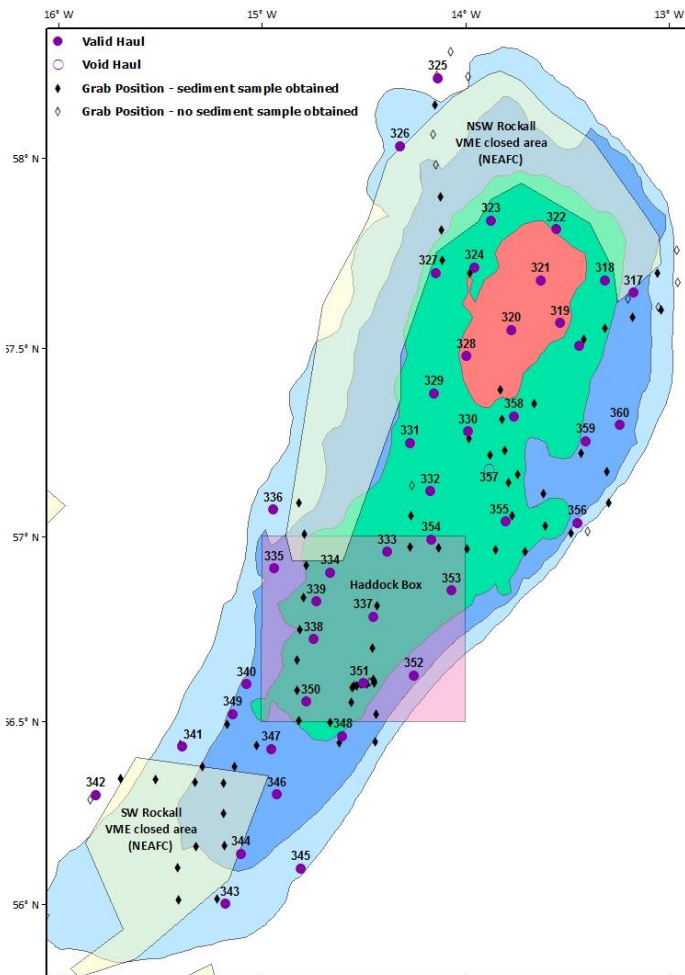 16° W
15° W
14° W
13° W
Valid Haul
Void Haul
Grab Position - sediment sample obtained
Grab Position - no sediment sample obtained
325
326
58° N
NSW Rockall
VME closed area
(NEAFC)
323
322
327
324
321
318
317
320
319
57.5° N
328
329
358
360
331
330
359
357
332
336
355
356
57° N
354
333
335
334
Haddock Box
353
339
337
338
352
351
340
350
349
56.5° N
348
341
347
342
346
SW Rockall
VME closed area
(NEAFC)
344
345
343
56° N